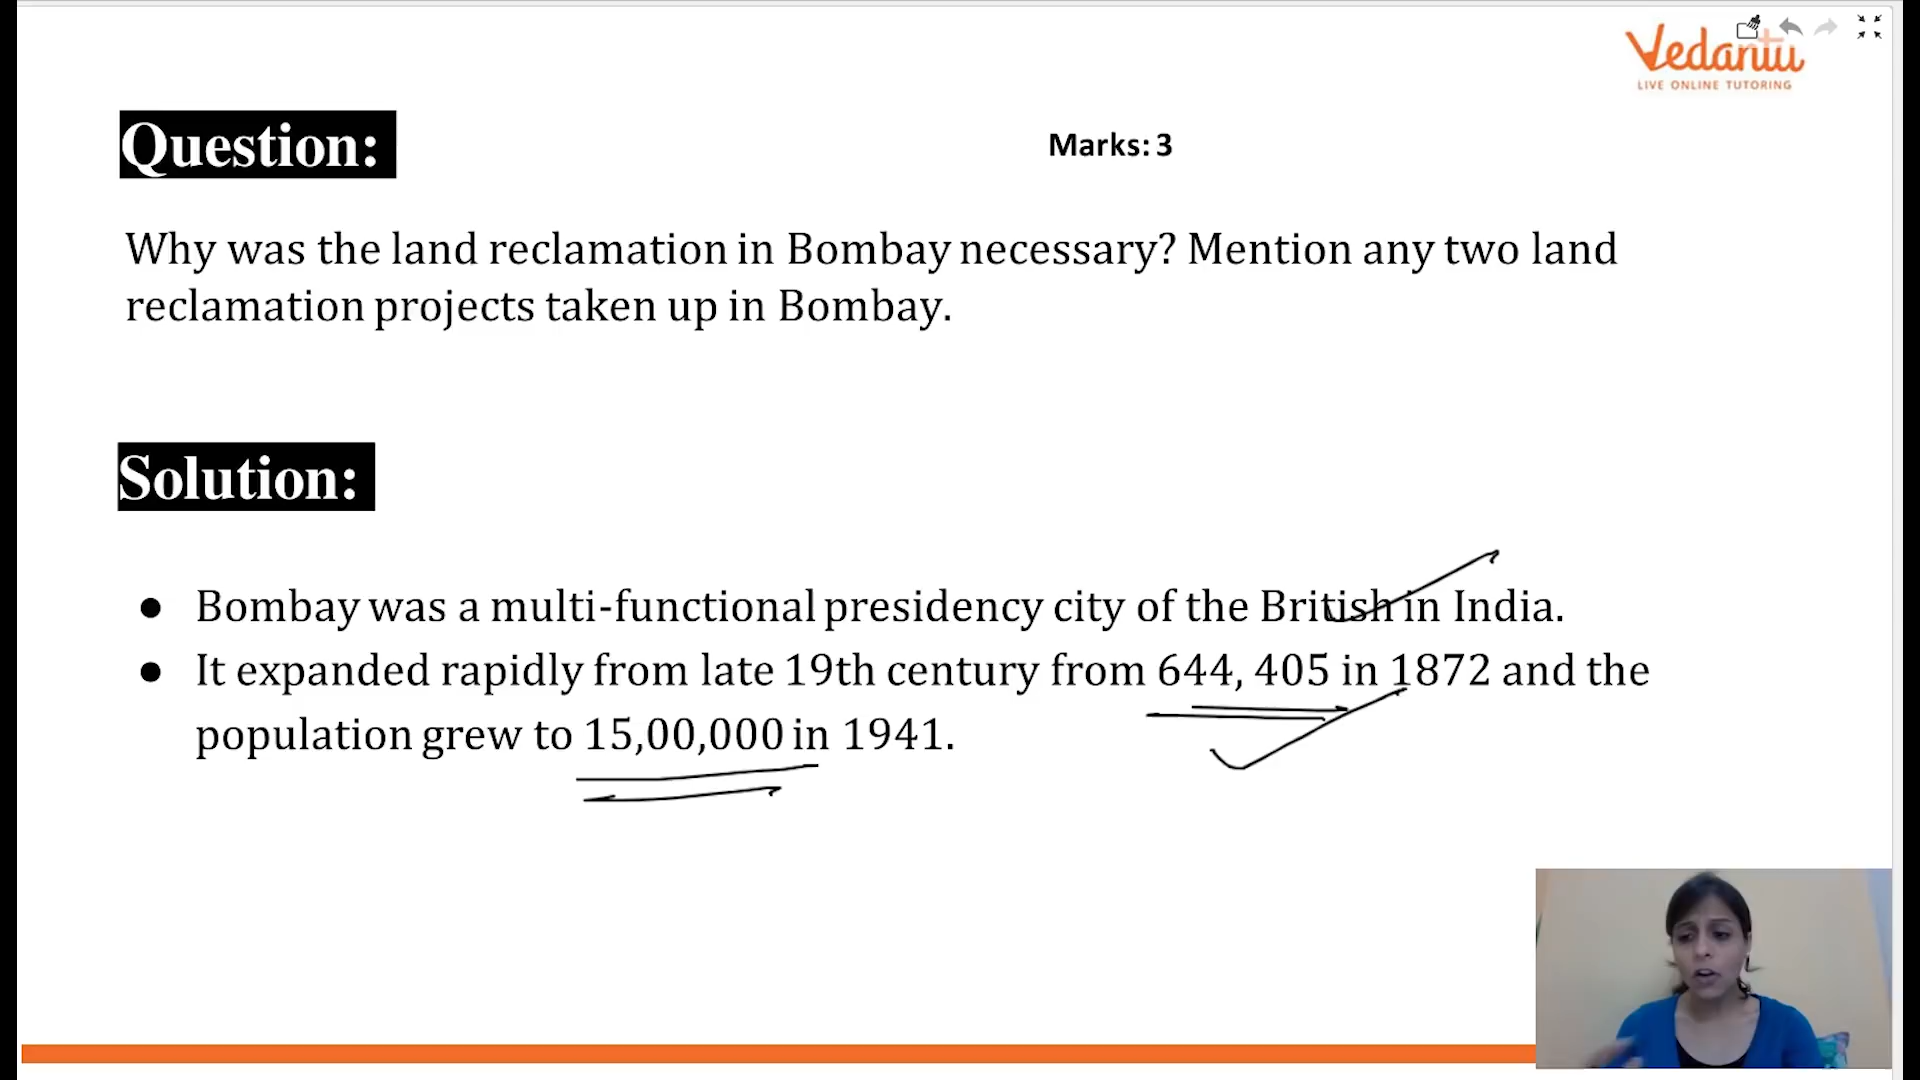 Vedantu
LIVE ONLINE TUTORING
Question:
Marks: 3
Why was the land reclamation in Bombay necessary? Mention any two land
reclamation projects taken up in Bombay.
Solution:
● Bombay was a multi-functional presidency city of the British in India.
● It expanded rapidly from late 19th century from 644, 405 in 1872 and the
population grew to 15,00,000 in 1941.